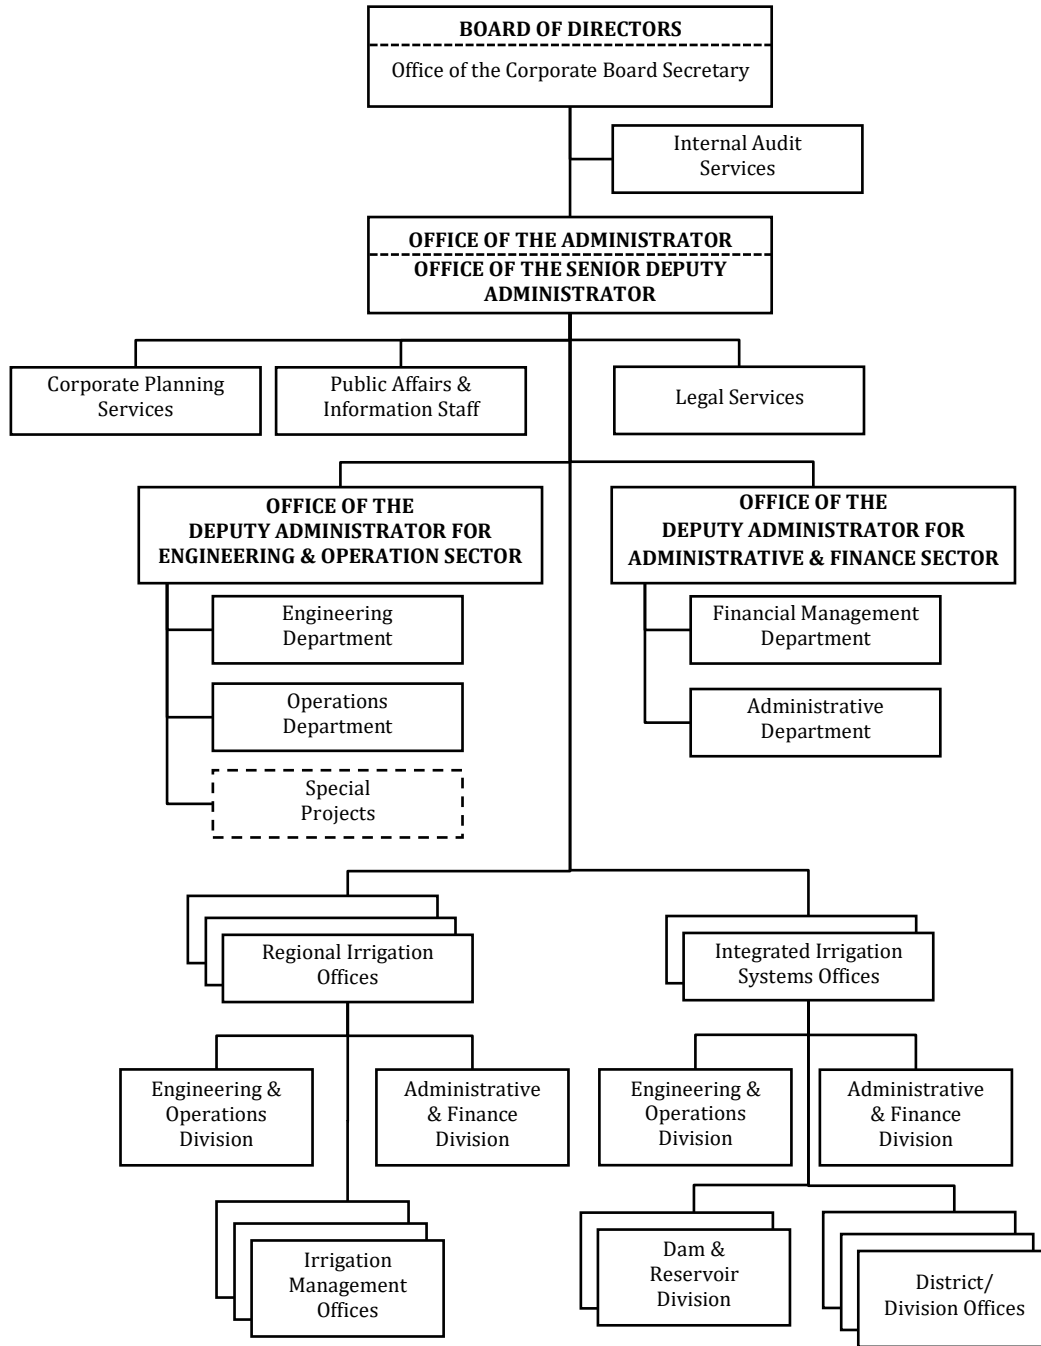 BOARD OF DIRECTORS
Office of the Corporate Board Secretary
Internal Audit
Services
OFFICE OF THE ADMINISTRATOR
OFFICE OF THE SENIOR DEPUTY
ADMINISTRATOR
Corporate Planning
Services
Public Affairs &
Information Staff
Legal Services
OFFICE OF THE
DEPUTY ADMINISTRATOR FOR
ENGINEERING & OPERATION SECTOR
OFFICE OF THE
DEPUTY ADMINISTRATOR FOR
ADMINISTRATIVE & FINANCE SECTOR
Engineering
Department
Financial Management
Department
Operations
Department
Administrative
Department
Special
Projects
Regional Irrigation
Offices
Integrated Irrigation
Systems Offices
Engineering &
Operations
Division
Administrative
& Finance
Division
Engineering &
Operations
Division
Administrative
& Finance
Division
Irrigation
Management
Offices
Dam &
Reservoir
Division
District/
Division Offices